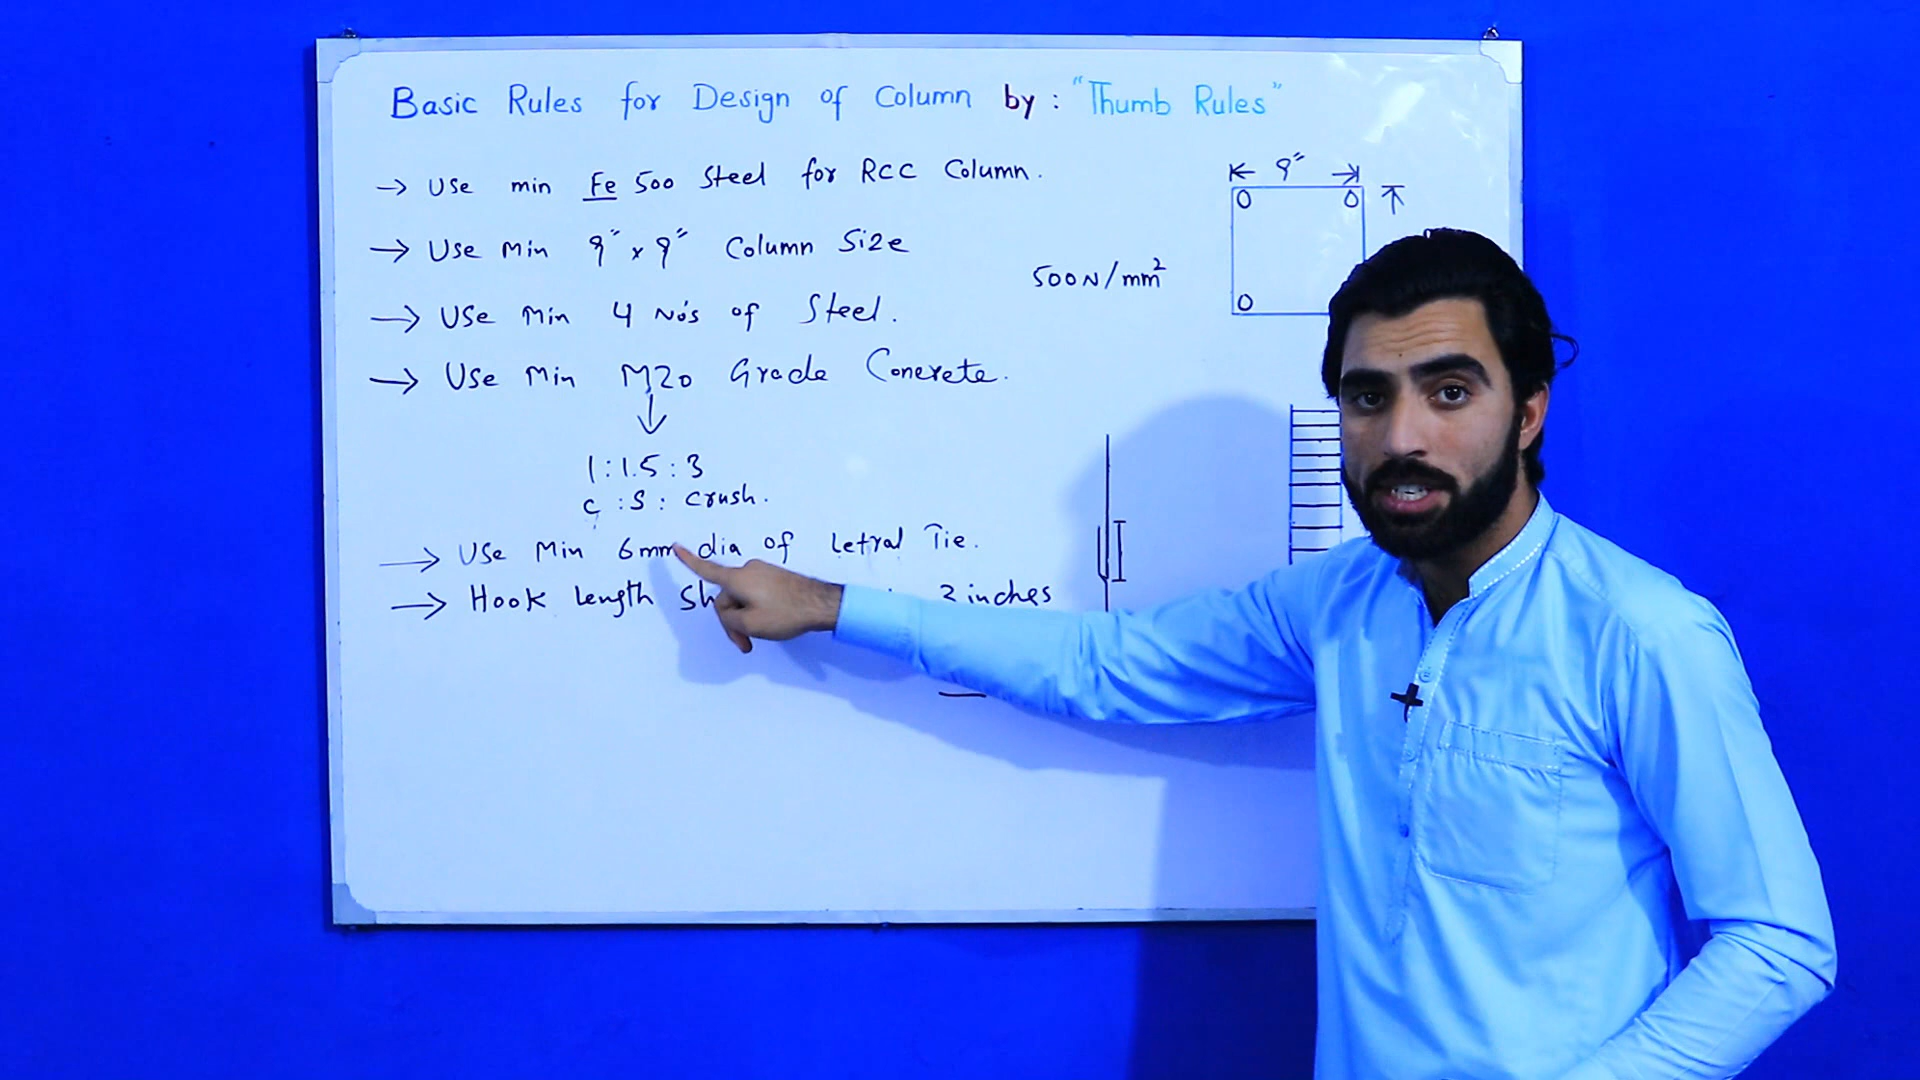 Basic Rules for Design of Column by : "Thumb Rules"
→ Use min Fe 500 Steel for RCC Column.
9"
→ Use Min 9" x 9" Column Size
500N/mm²
→ Use Min 4 No's of Steel.
→ Use Min M20 Grade Concrete.
1 : 1.5 : 3
C : S : Crush.
→ Use Min 6mm dia of Letral Tie.
→ Hook Length 2 inches